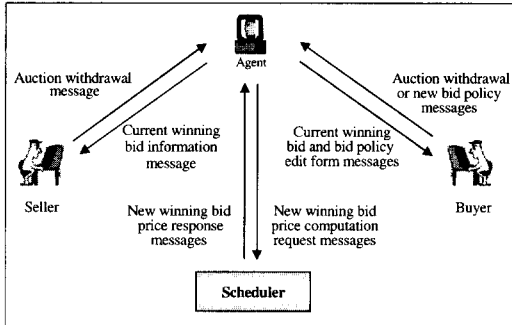 Agent
Auction withdrawal
message
Auction withdrawal
or new bid policy
messages
Current winning
bid information
message
Current winning
bid and bid policy
edit form messages
Seller
Buyer
New winning bid
price response
messages
New winning bid
price computation
request messages
Scheduler